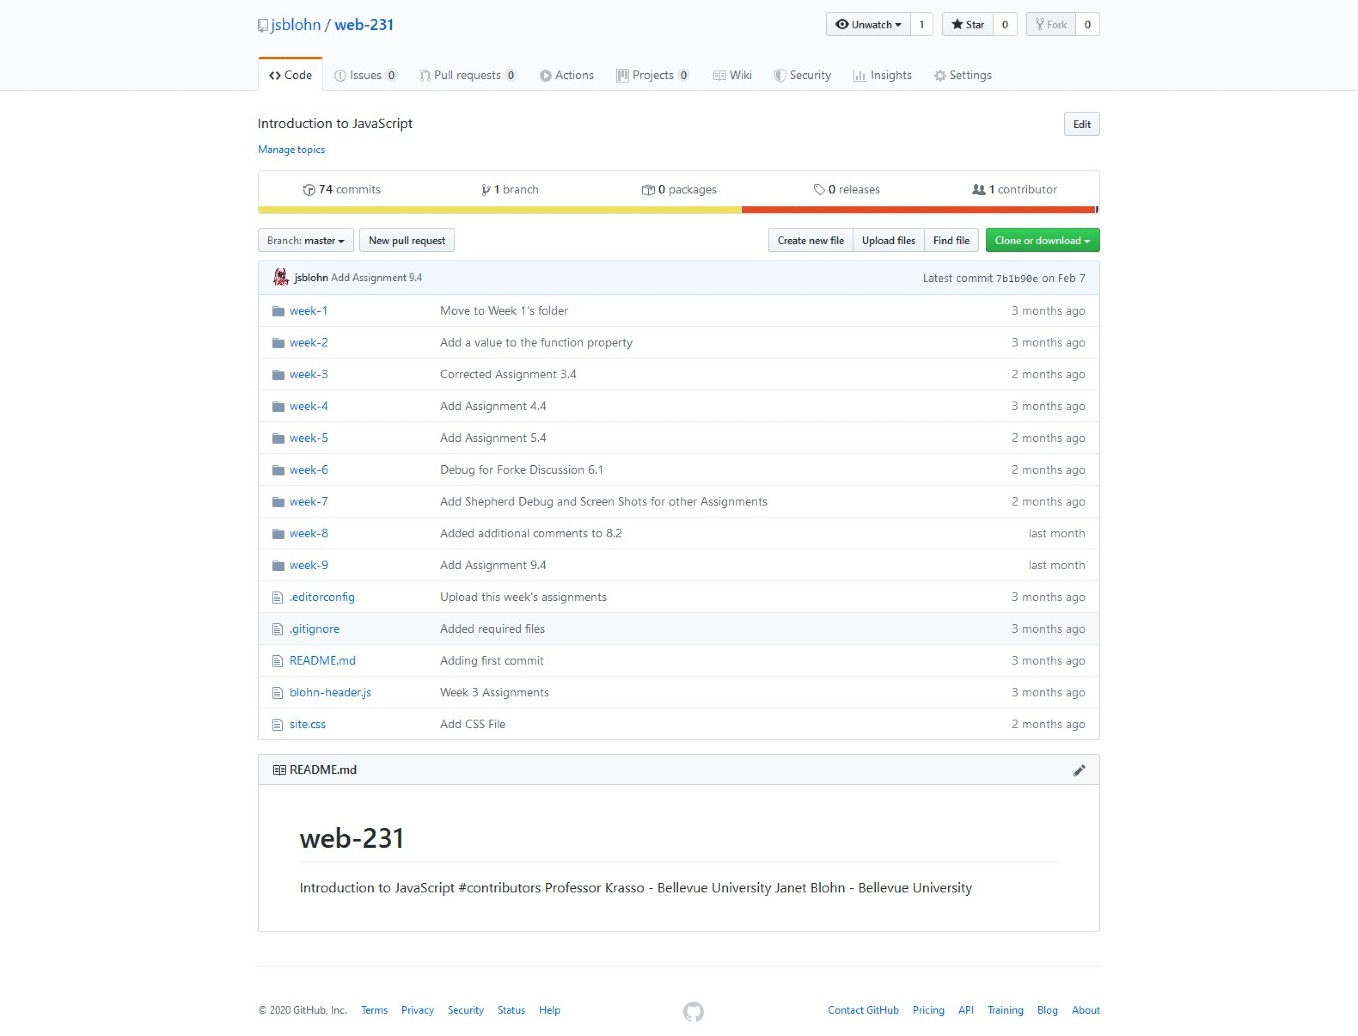 jsblohn / web-231 Unwatch 1 Star 0 Fork 0
Code Issues 0 Pull requests 0 Actions Projects 0 Wiki Security Insights Settings
Introduction to JavaScript Edit
Manage topics
74 commits 1 branch 0 packages 0 releases 1 contributor
Branch: master New pull request Create new file Upload files Find file Clone or download
jsblohn Add Assignment 9.4 Latest commit 7b1b90e on Feb 7
week-1 Move to Week 1's folder 3 months ago
week-2 Add a value to the function property 3 months ago
week-3 Corrected Assignment 3.4 2 months ago
week-4 Add Assignment 4.4 3 months ago
week-5 Add Assignment 5.4 2 months ago
week-6 Debug for Forke Discussion 6.1 2 months ago
week-7 Add Shepherd Debug and Screen Shots for other Assignments 2 months ago
week-8 Added additional comments to 8.2 last month
week-9 Add Assignment 9.4 last month
.editorconfig Upload this week's assignments 3 months ago
.gitignore Added required files 3 months ago
README.md Adding first commit 3 months ago
blohn-header.js Week 3 Assignments 3 months ago
site.css Add CSS File 2 months ago
README.md
web-231
Introduction to JavaScript #contributors Professor Krasso - Bellevue University Janet Blohn - Bellevue University
© 2020 GitHub, Inc. Terms Privacy Security Status Help Contact GitHub Pricing API Training Blog About